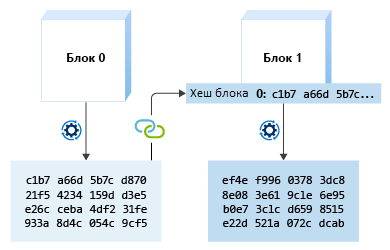 Блок 0
Блок 1
Хеш блока 0: c1b7 a66d 5b7c...
c1b7 a66d 5b7c d870
21f5 4234 159d d3e5
e26c ceba 4df2 31fe
933a 8d4c 054c 9cf5
ef4e f996 0378 3dc8
8e08 3e61 9c1e 6e95
b0e7 3c1c d659 8515
e22d 521a 072c dcab